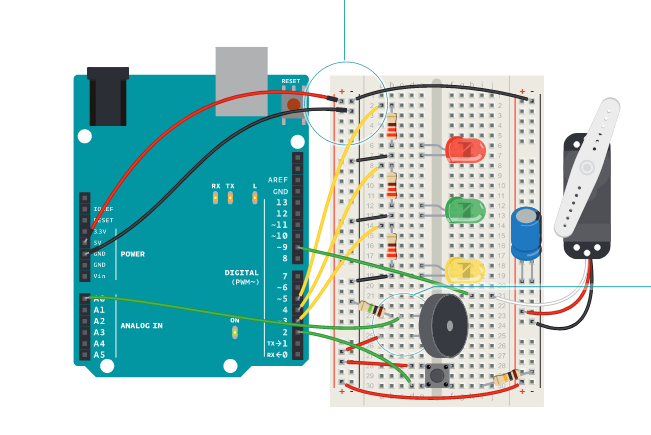 RESET
+ -
+ -
AREF
GND
IOREF
RESET
3.3V
5V
GND
GND
Vin
POWER
RX TX
L
13
12
~11
~10
~9
8
DIGITAL
(PWM~)
7
~6
~5
4
~3
2
TX→1
RX←0
A0
A1
A2
A3
A4
A5
ANALOG IN
ON
+ -
+ -